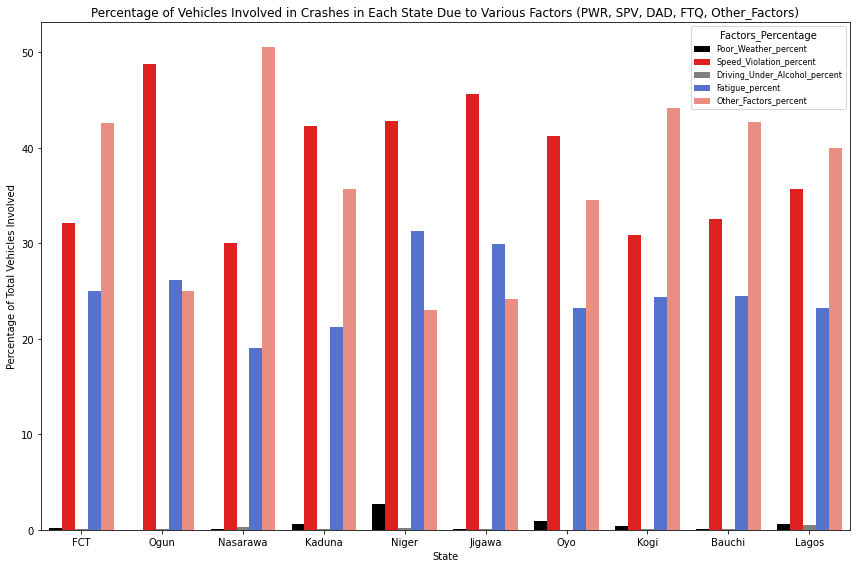 Percentage of Vehicles Involved in Crashes in Each State Due to Various Factors (PWR, SPV, DAD, FTQ, Other_Factors)
Factors_Percentage
Poor_Weather_percent
Speed_Violation_percent
Driving_Under_Alcohol_percent
Fatigue_percent
Other_Factors_percent
Percentage of Total Vehicles Involved
50
40
30
20
10
0
FCT Ogun Nasarawa Kaduna Niger Jigawa Oyo Kogi Bauchi Lagos
State